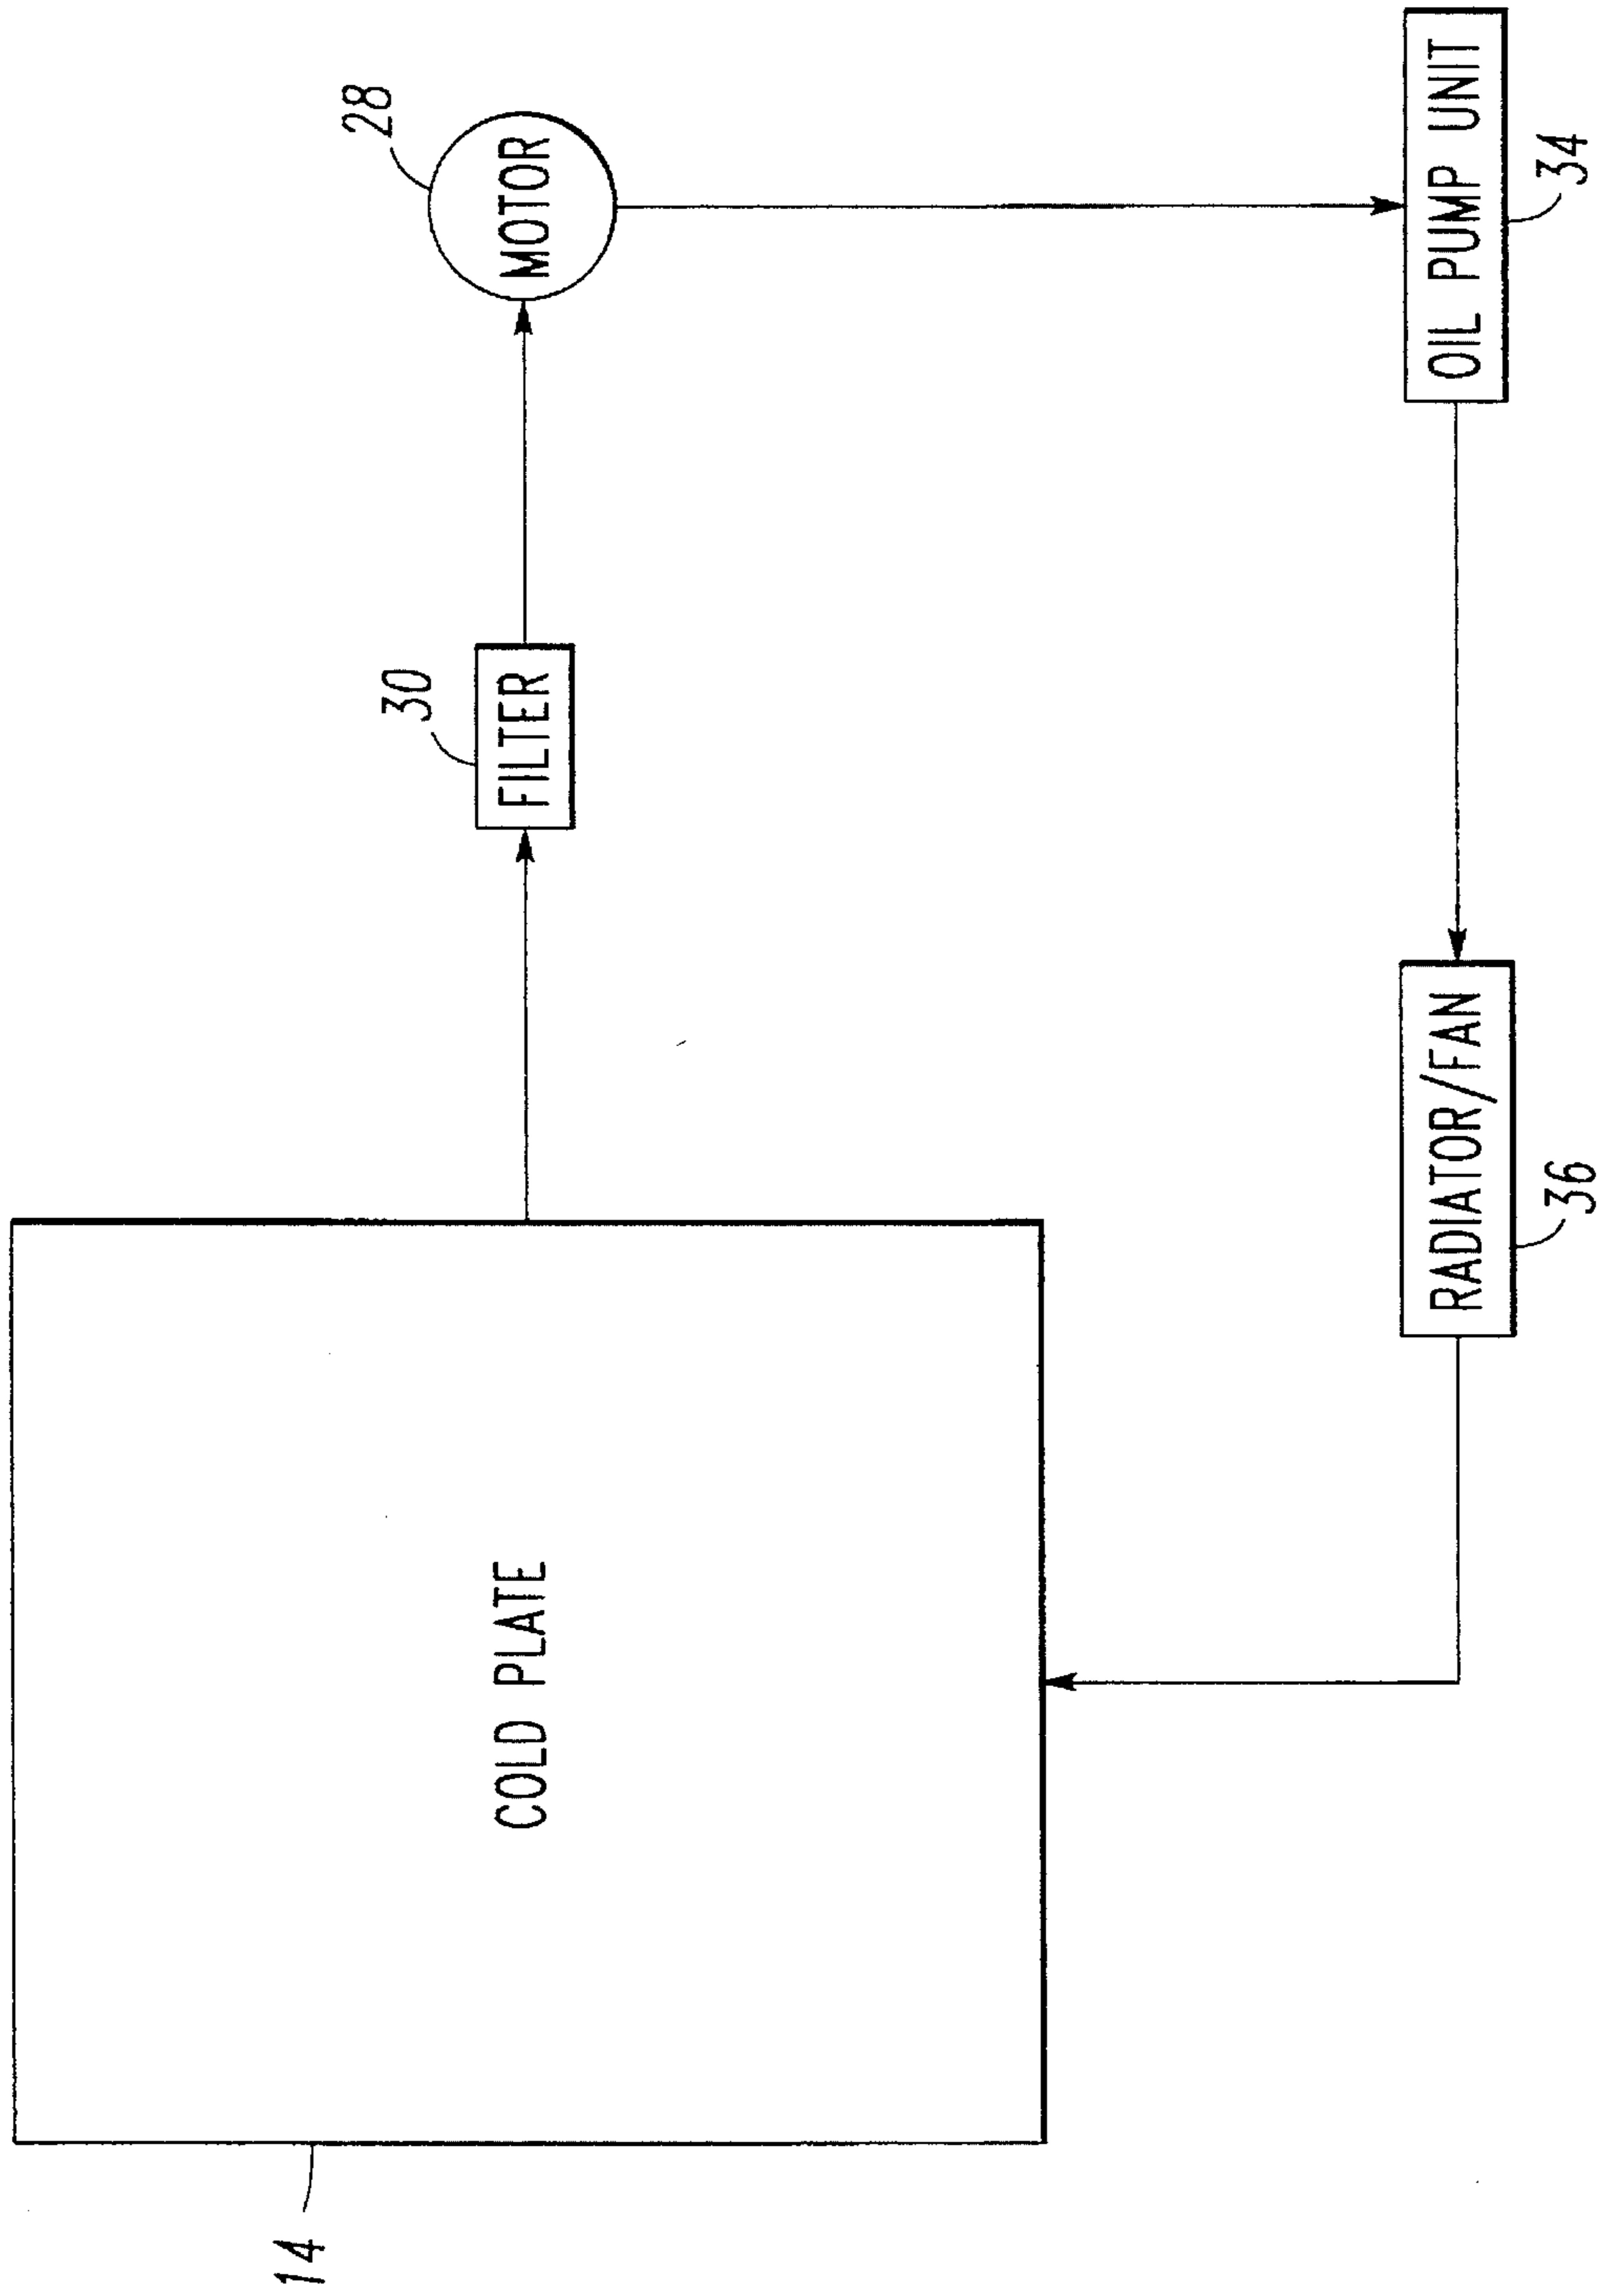 28
MOTOR
30
FILTER
OIL PUMP UNIT
34
RADIATOR/FAN
36
COLD PLATE
14